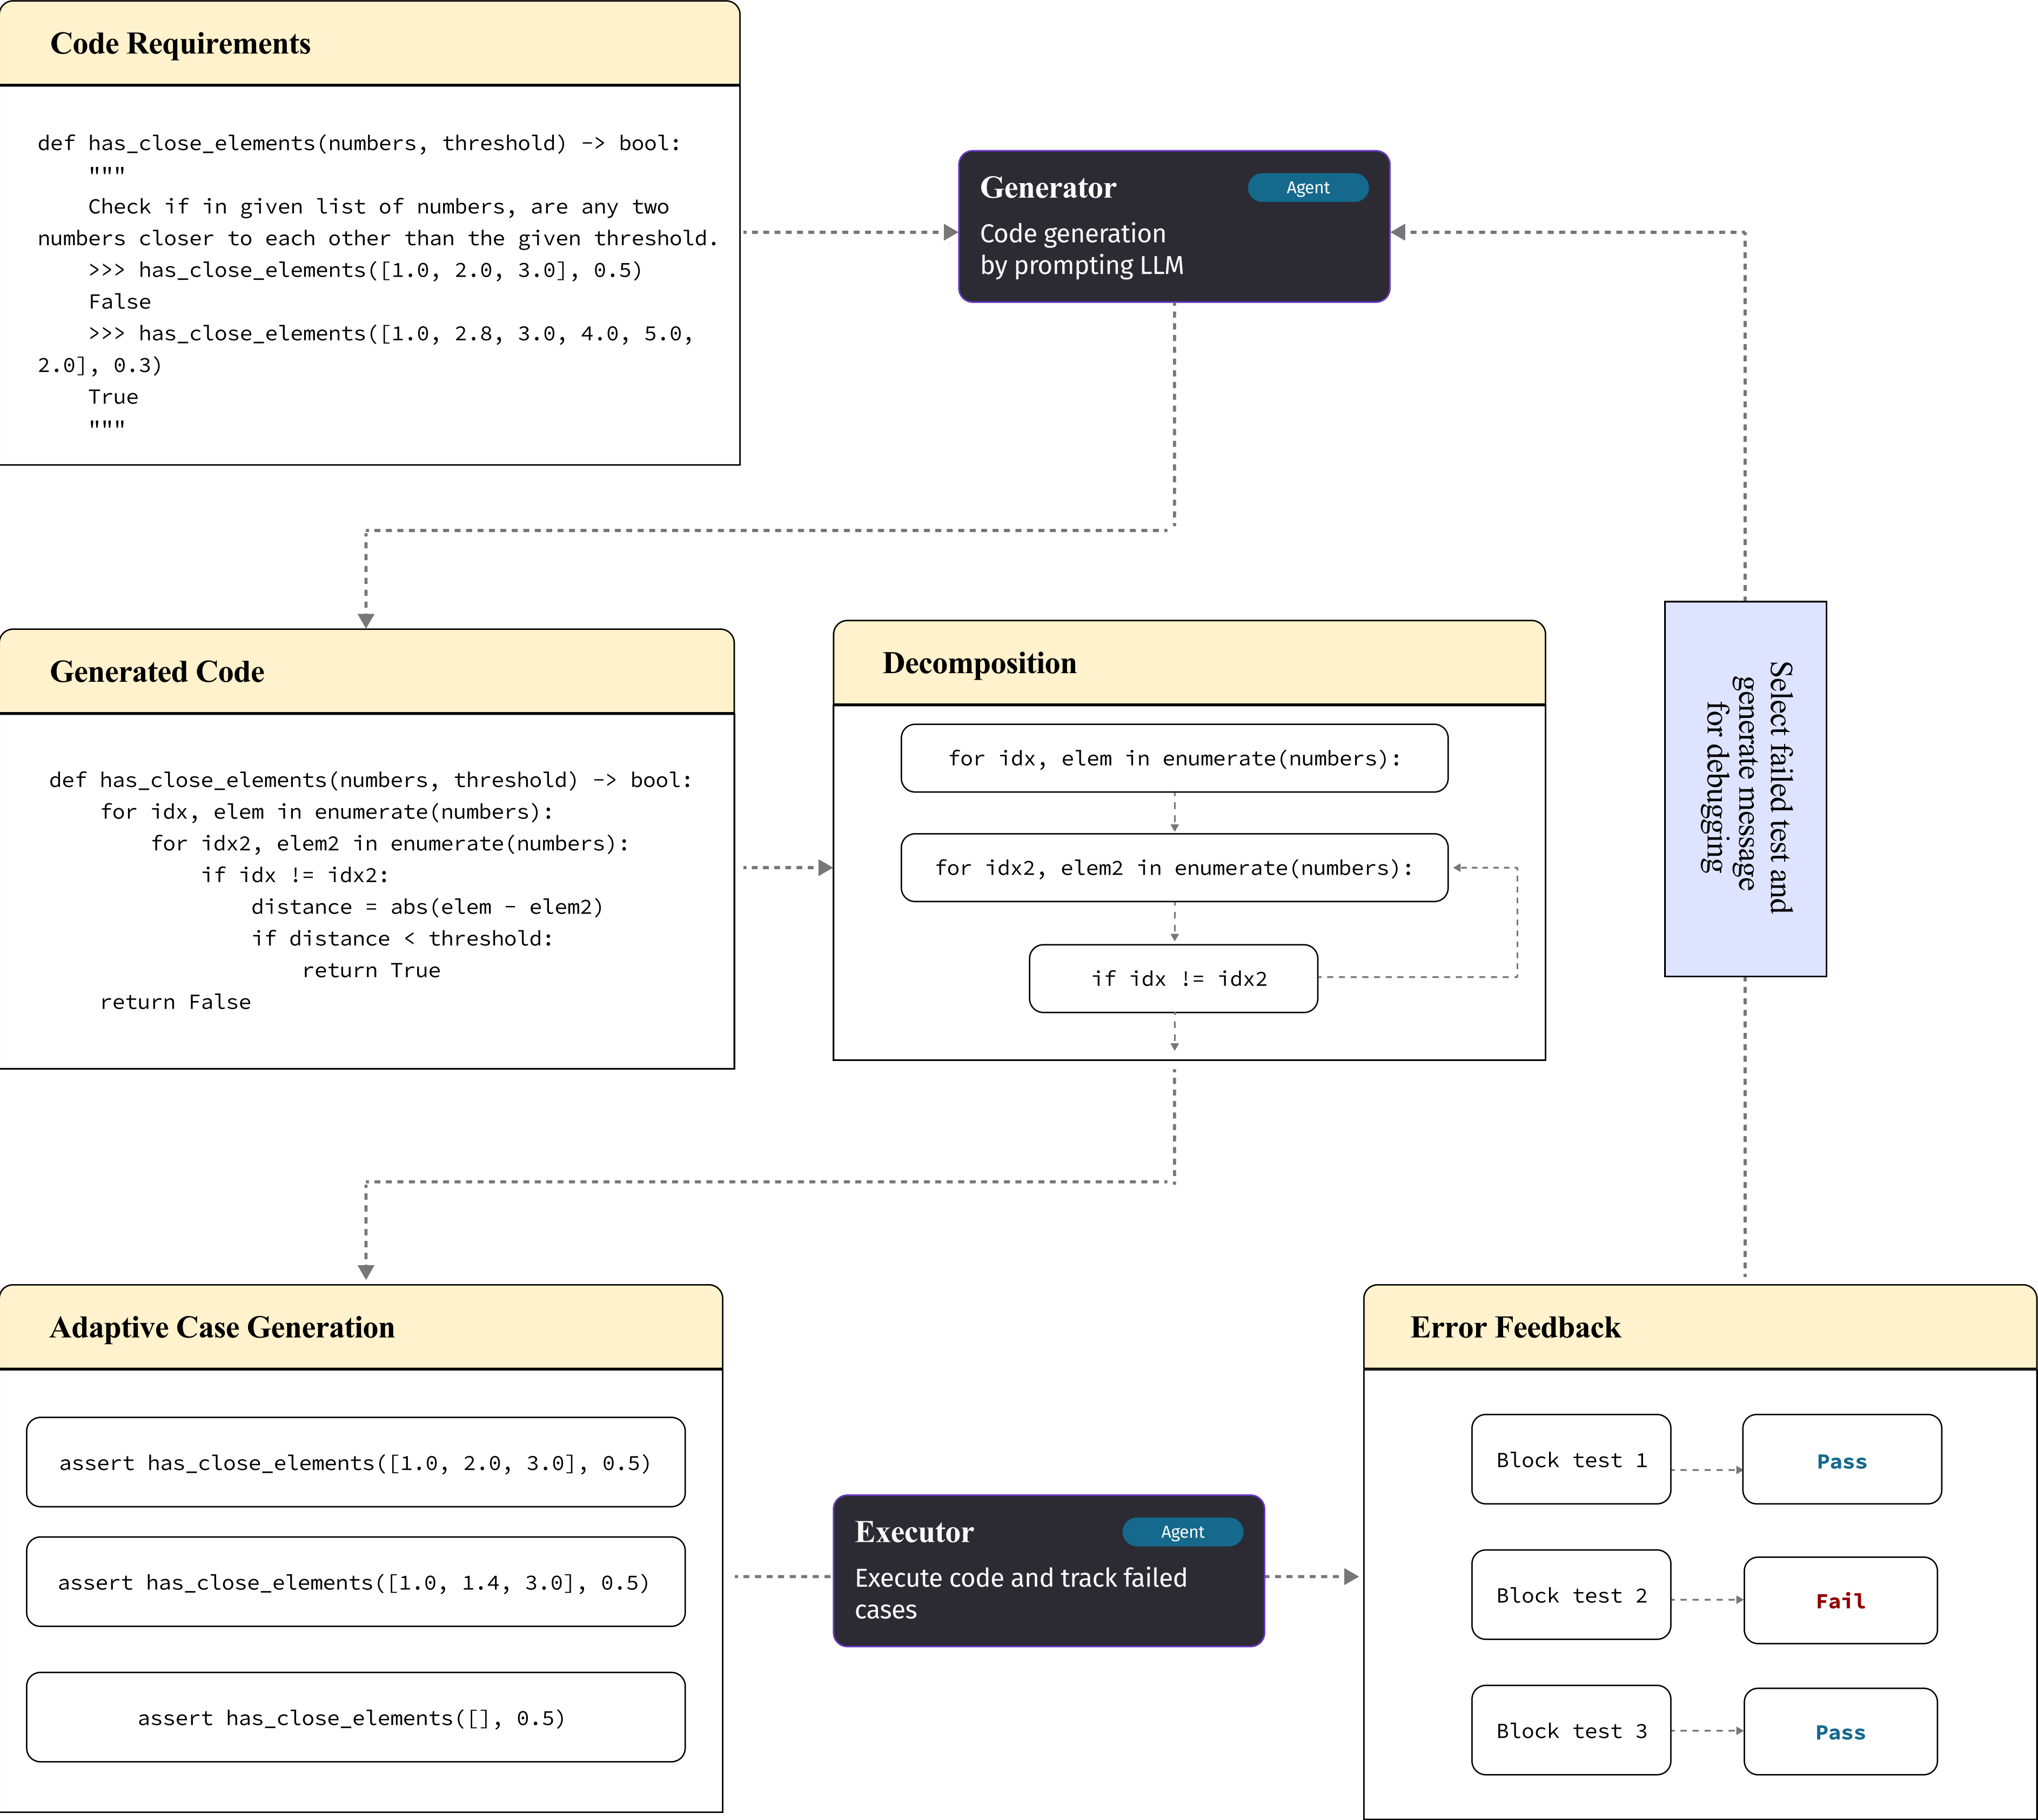 Code Requirements
def has_close_elements(numbers, threshold) -> bool:
"""
Check if in given list of numbers, are any two
numbers closer to each other than the given threshold.
>>> has_close_elements([1.0, 2.0, 3.0], 0.5)
False
>>> has_close_elements([1.0, 2.8, 3.0, 4.0, 5.0,
2.0], 0.3)
True
"""
Generator
Agent
Code generation
by prompting LLM
Generated Code
def has_close_elements(numbers, threshold) -> bool:
for idx, elem in enumerate(numbers):
for idx2, elem2 in enumerate(numbers):
if idx != idx2:
distance = abs(elem - elem2)
if distance < threshold:
return True
return False
Decomposition
for idx, elem in enumerate(numbers):
for idx2, elem2 in enumerate(numbers):
if idx != idx2
Select failed test and
generate message
for debugging
Adaptive Case Generation
assert has_close_elements([1.0, 2.0, 3.0], 0.5)
assert has_close_elements([1.0, 1.4, 3.0], 0.5)
assert has_close_elements([], 0.5)
Executor
Agent
Execute code and track failed
cases
Error Feedback
Block test 1
Pass
Block test 2
Fail
Block test 3
Pass